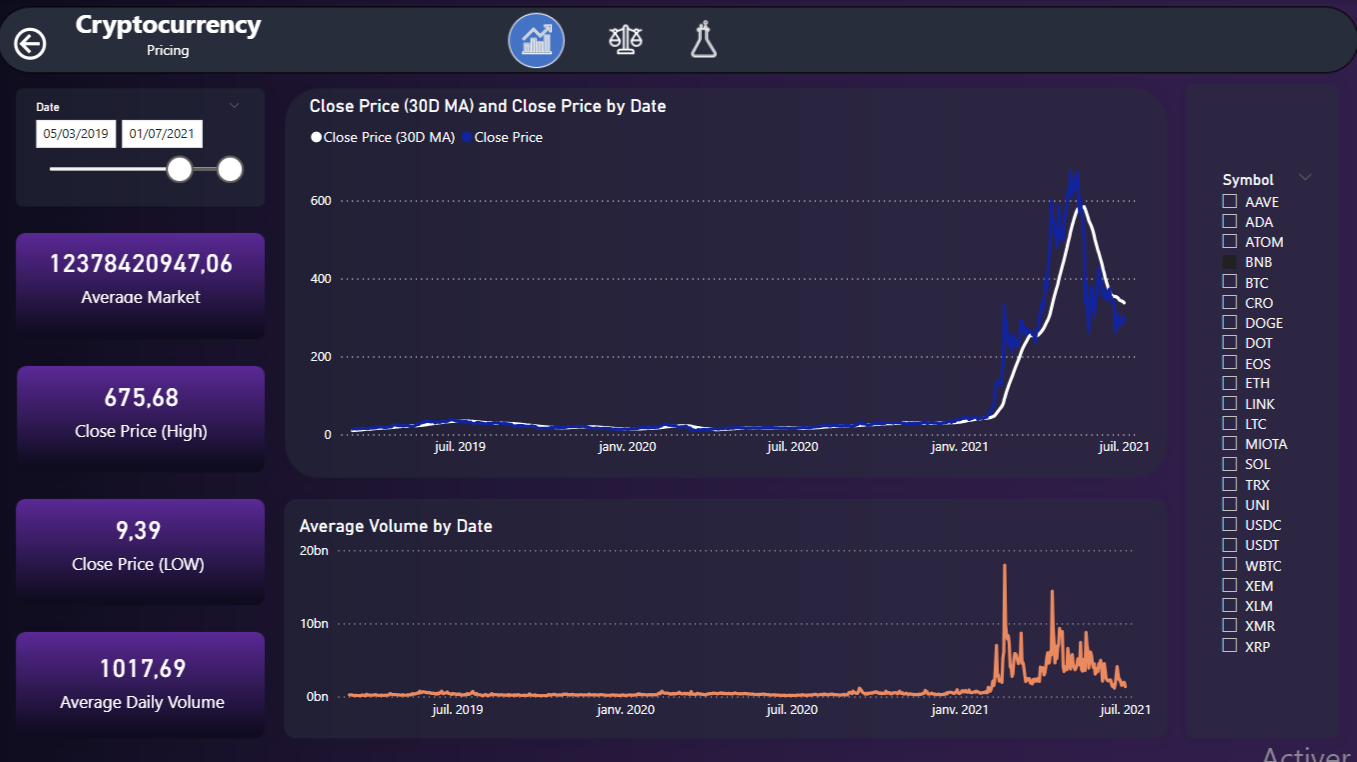 Cryptocurrency
Pricing
Date
05/03/2019 01/07/2021
12378420947,06
Average Market
675,68
Close Price (High)
9,39
Close Price (LOW)
1017,69
Average Daily Volume
Close Price (30D MA) and Close Price by Date
Close Price (30D MA) Close Price
600
400
200
0
juil. 2019 janv. 2020 juil. 2020 janv. 2021 juil. 2021
Average Volume by Date
20bn
10bn
0bn
juil. 2019 janv. 2020 juil. 2020 janv. 2021 juil. 2021
Symbol
AAVE
ADA
ATOM
BNB
BTC
CRO
DOGE
DOT
EOS
ETH
LINK
LTC
MIOTA
SOL
TRX
UNI
USDC
USDT
WBTC
XEM
XLM
XMR
XRP
Activer